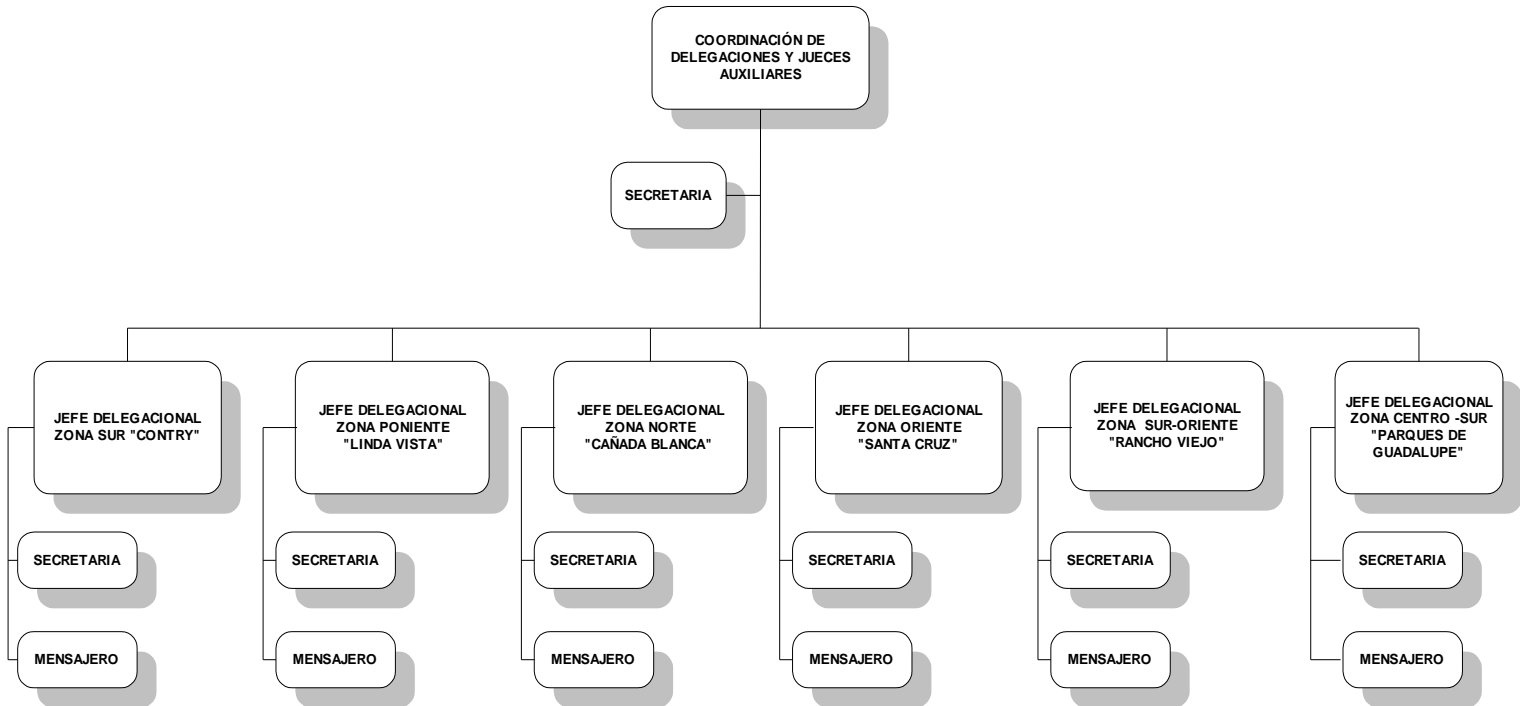 COORDINACIÓN DE
DELEGACIONES Y JUECES
AUXILIARES
SECRETARIA
JEFE DELEGACIONAL
ZONA SUR "CONTRY"
JEFE DELEGACIONAL
ZONA PONIENTE
"LINDA VISTA"
JEFE DELEGACIONAL
ZONA NORTE
"CAÑADA BLANCA"
JEFE DELEGACIONAL
ZONA ORIENTE
"SANTA CRUZ"
JEFE DELEGACIONAL
ZONA SUR-ORIENTE
"RANCHO VIEJO"
JEFE DELEGACIONAL
ZONA CENTRO -SUR
"PARQUES DE
GUADALUPE"
SECRETARIA
SECRETARIA
SECRETARIA
SECRETARIA
SECRETARIA
SECRETARIA
MENSAJERO
MENSAJERO
MENSAJERO
MENSAJERO
MENSAJERO
MENSAJERO